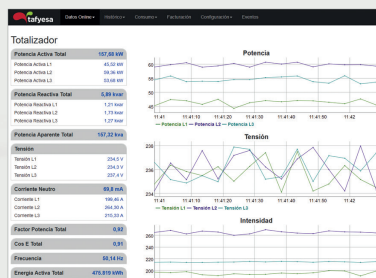 tafyesa
Datos Online
Histórico
Consumo
Facturación
Configuración
Eventos
Totalizador
Potencia Activa Total 157,68 kW
Potencia Activa L1 45,52 kW
Potencia Activa L2 59,36 kW
Potencia Activa L3 53,68 kW
Potencia Reactiva Total 5,89 kvar
Potencia Reactiva L1 1,21 kvar
Potencia Reactiva L2 1,73 kvar
Potencia Reactiva L3 1,27 kvar
Potencia Aparente Total 157,32 kva
Tensión
Tensión L1 234,5 V
Tensión L2 234,9 V
Tensión L3 237,4 V
Corriente Neutro 69,8 mA
Corriente L1 199,46 A
Corriente L2 264,30 A
Corriente L3 210,33 A
Factor Potencia Total 0,92
Cos E Total 0,91
Frecuencia 50,14 Hz
Energía Activa Total 475,819 kWh
Potencia
60
55
50
45
11:41 11:41:10 11:41:20 11:41:30 11:41:40 11:41:50 11:42
Potencia L1 Potencia L2 Potencia L3
Tensión
238
236
234
11:41 11:41:10 11:41:20 11:41:30 11:41:40 11:41:50 11:42
Tensión L1 Tensión L2 Tensión L3
Intensidad
260
240
220
200